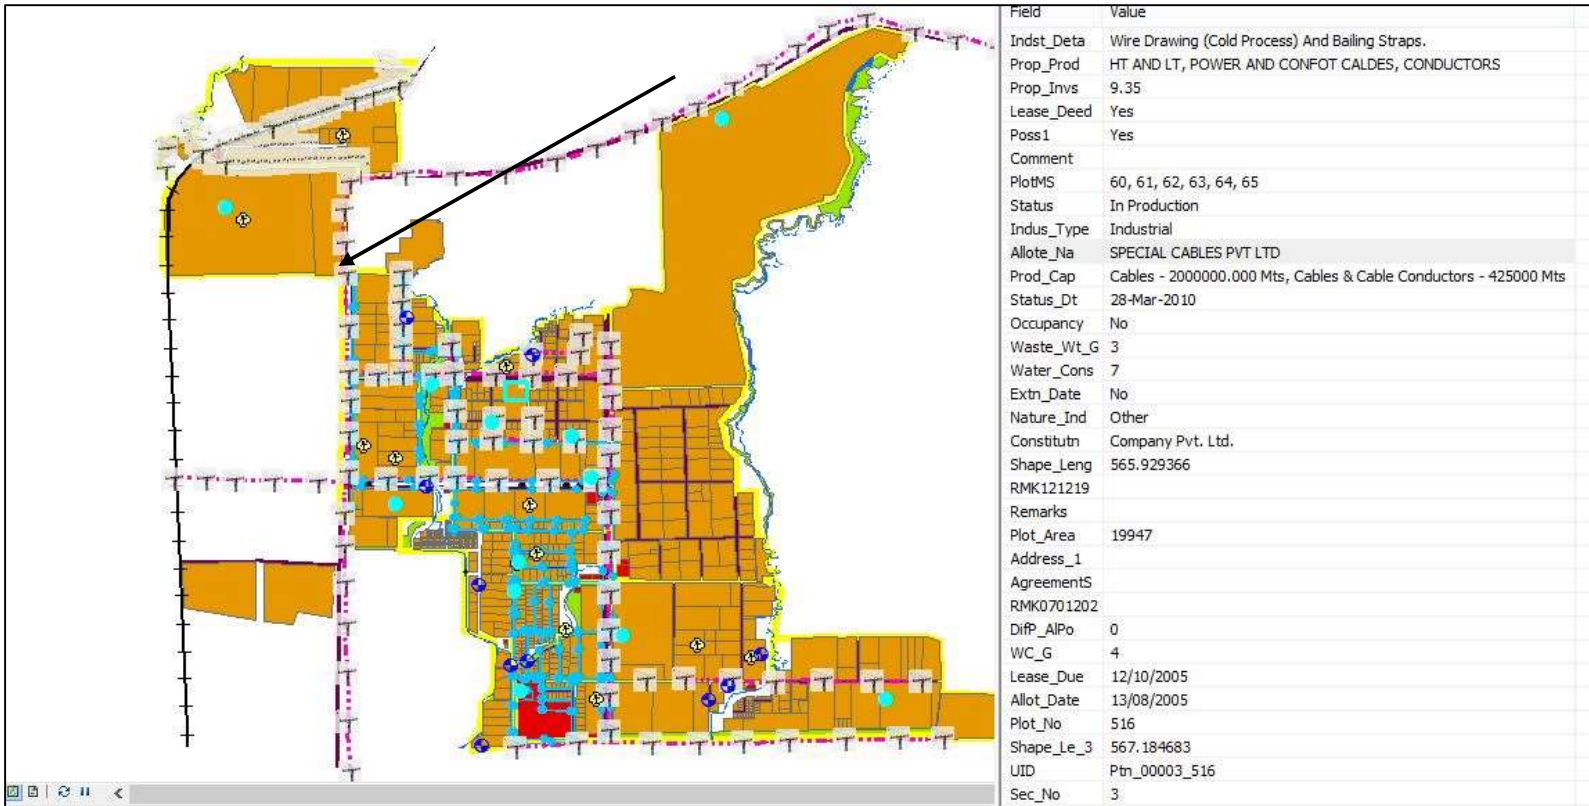 Field Value
Indst_Deta Wire Drawing (Cold Process) And Bailing Straps.
Prop_Prod HT AND LT, POWER AND CONFOT CALDES, CONDUCTORS
Prop_Invs 9.35
Lease_Deed Yes
Poss1 Yes
Comment
PlotMS 60, 61, 62, 63, 64, 65
Status In Production
Indus_Type Industrial
Allote_Na SPECIAL CABLES PVT LTD
Prod_Cap Cables - 2000000.000 Mts, Cables & Cable Conductors - 425000 Mts
Status_Dt 28-Mar-2010
Occupancy No
Waste_Wt_G 3
Water_Cons 7
Extn_Date No
Nature_Ind Other
Constitutn Company Pvt. Ltd.
Shape_Leng 565.929366
RMK121219
Remarks
Plot_Area 19947
Address_1
AgreementS
RMK0701202
DifP_AlPo 0
WC_G 4
Lease_Due 12/10/2005
Allot_Date 13/08/2005
Plot_No 516
Shape_Le_3 567.184683
UID Ptn_00003_516
Sec_No 3